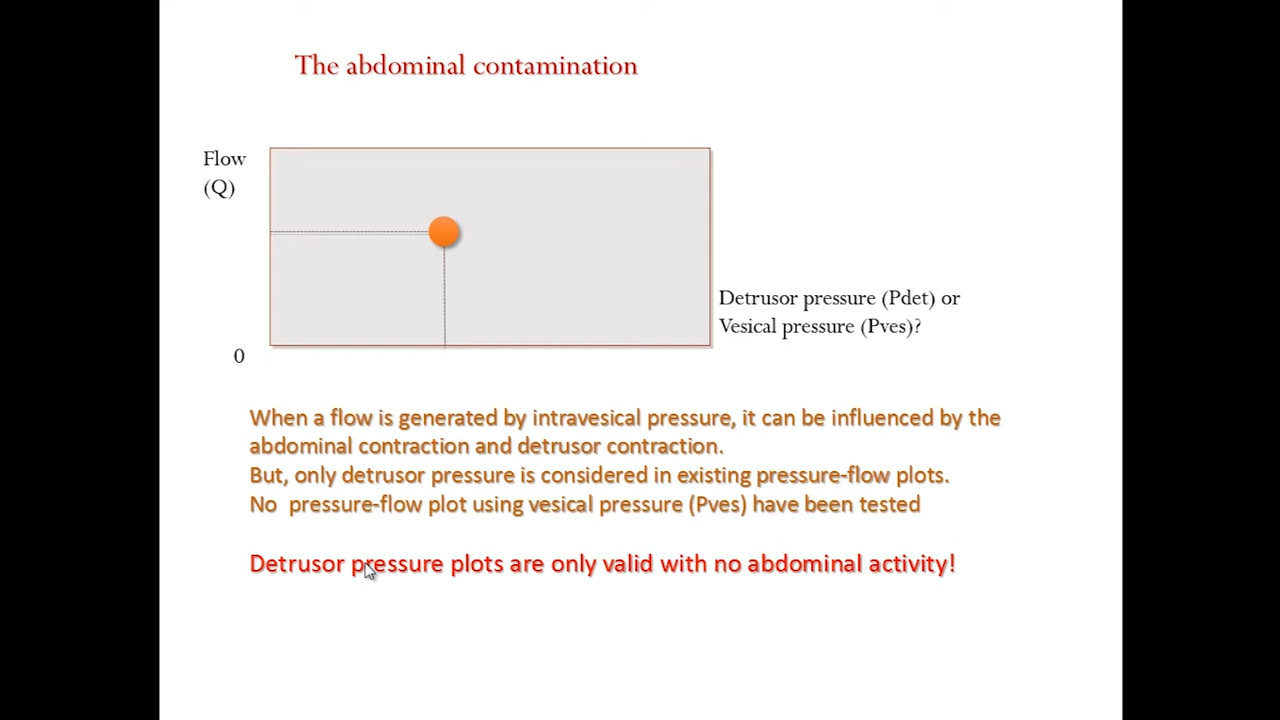 The abdominal contamination
Flow
(Q)
Detrusor pressure (Pdet) or
Vesical pressure (Pves)?
0
When a flow is generated by intravesical pressure, it can be influenced by the
abdominal contraction and detrusor contraction.
But, only detrusor pressure is considered in existing pressure-flow plots.
No pressure-flow plot using vesical pressure (Pves) have been tested
Detrusor pressure plots are only valid with no abdominal activity!